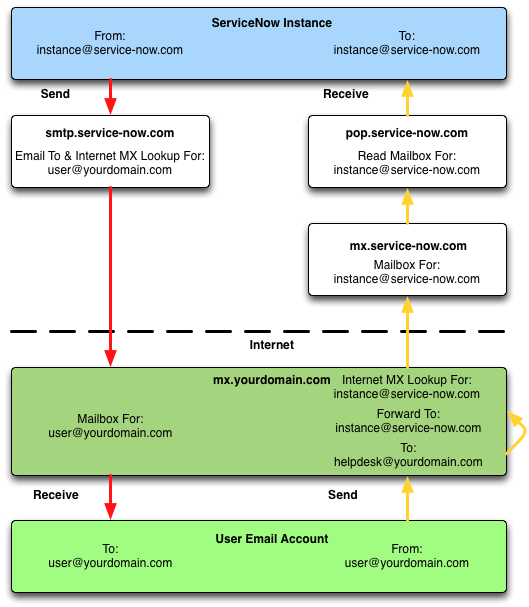 ServiceNow Instance
From:
instance@service-now.com
To:
instance@service-now.com
Send
Receive
smtp.service-now.com
Email To & Internet MX Lookup For:
user@yourdomain.com
pop.service-now.com
Read Mailbox For:
instance@service-now.com
mx.service-now.com
Mailbox For:
instance@service-now.com
Internet
mx.yourdomain.com
Mailbox For:
user@yourdomain.com
Internet MX Lookup For:
instance@service-now.com
Forward To:
instance@service-now.com
To:
helpdesk@yourdomain.com
Receive
Send
User Email Account
To:
user@yourdomain.com
From:
user@yourdomain.com